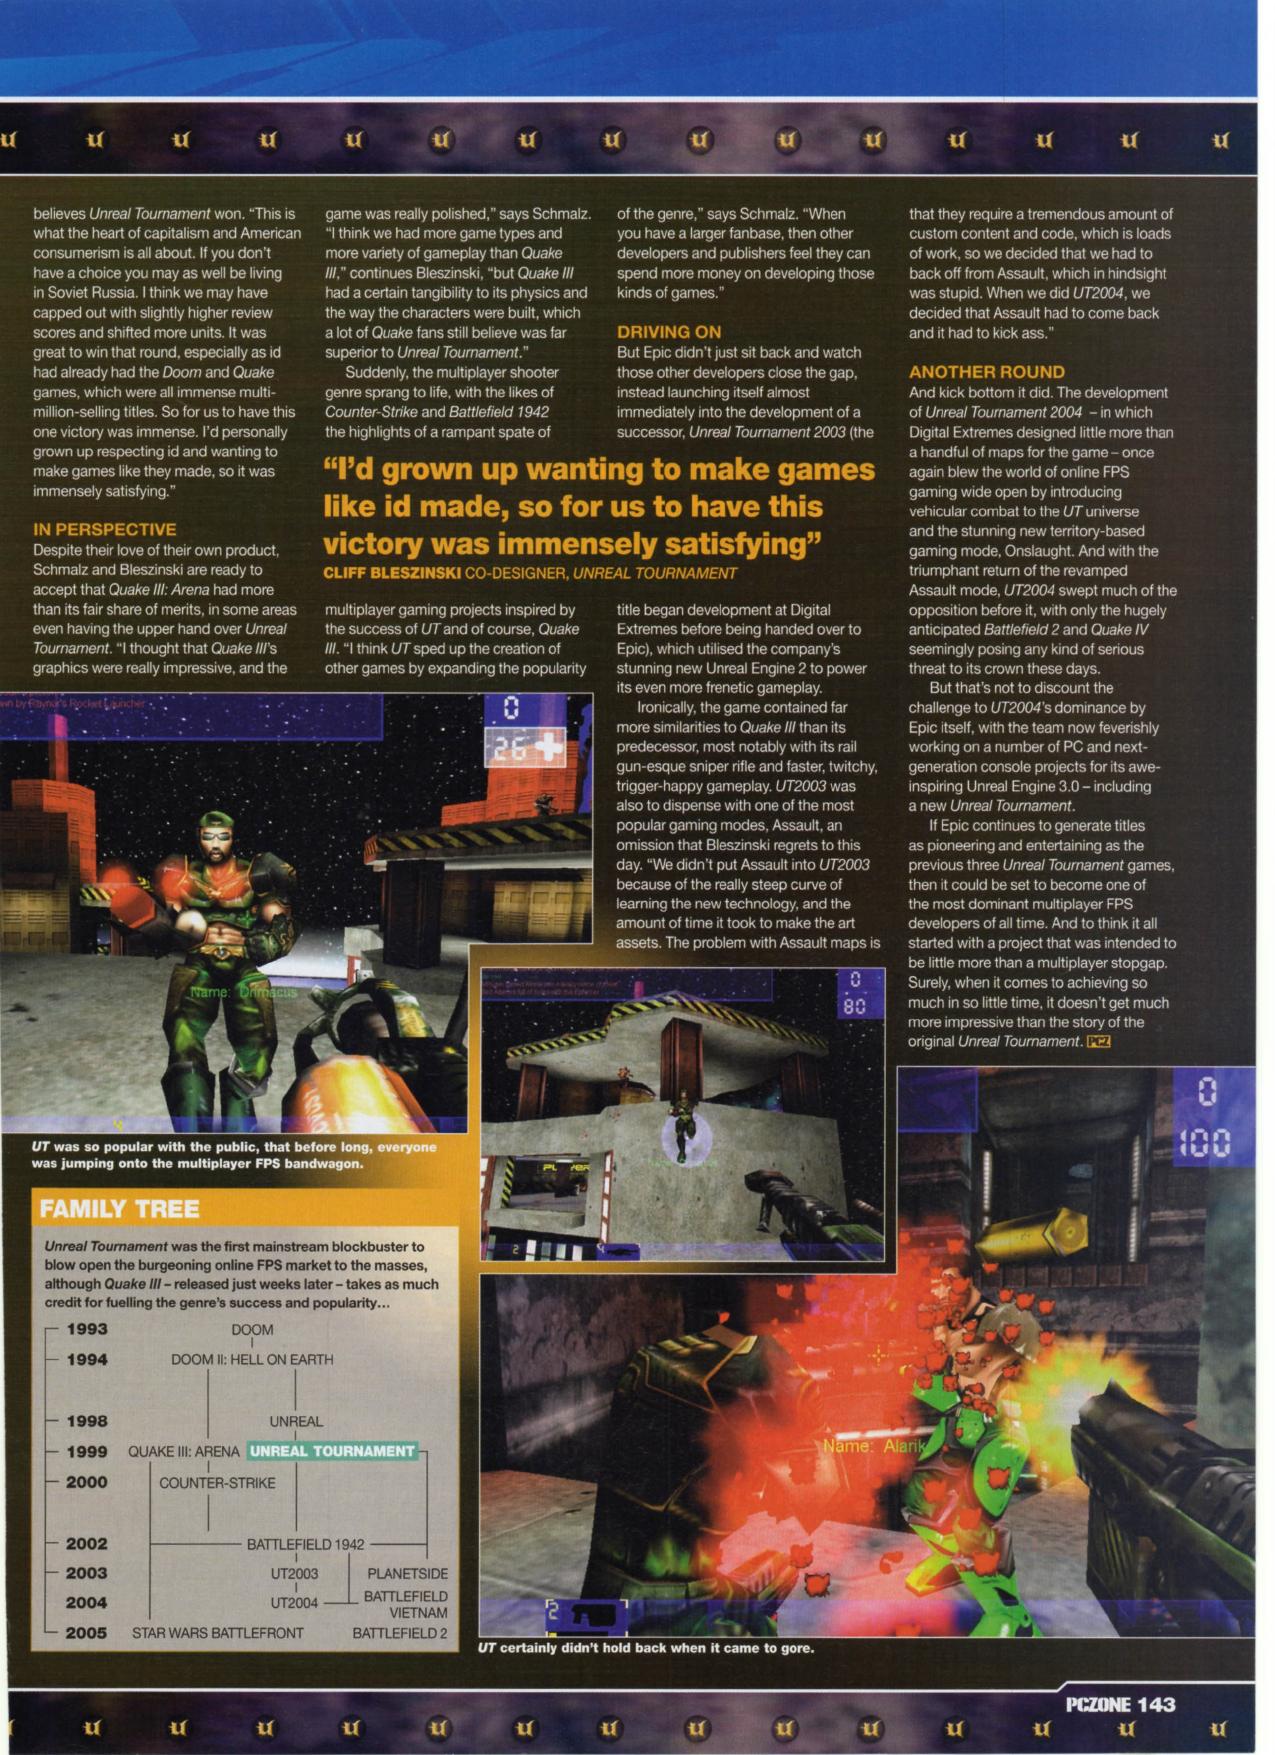 believes Unreal Tournament won. “This is
what the heart of capitalism and American
consumerism is all about. If you don’t
have a choice you may as well be living
in Soviet Russia. I think we may have
capped out with slightly higher review
scores and shifted more units. It was
great to win that round, especially as id
had already had the Doom and Quake
games, which were all immense multi-
million-selling titles. So for us to have this
one victory was immense. I’d personally
grown up respecting id and wanting to
make games like they made, so it was
immensely satisfying.”
IN PERSPECTIVE
Despite their love of their own product,
Schmalz and Bleszinski are ready to
accept that Quake III: Arena had more
than its fair share of merits, in some areas
even having the upper hand over Unreal
Tournament. “I thought that Quake III’s
graphics were really impressive, and the
game was really polished,” says Schmalz.
“I think we had more game types and
more variety of gameplay than Quake
III,” continues Bleszinski, “but Quake III
had a certain tangibility to its physics and
the way the characters were built, which
a lot of Quake fans still believe was far
superior to Unreal Tournament.”
Suddenly, the multiplayer shooter
genre sprang to life, with the likes of
Counter-Strike and Battlefield 1942
the highlights of a rampant spate of
“I’d grown up wanting to make games
like id made, so for us to have this
victory was immensely satisfying”
CLIFF BLESZINSKI CO-DESIGNER, UNREAL TOURNAMENT
multiplayer gaming projects inspired by
the success of UT and of course, Quake
III. “I think UT sped up the creation of
other games by expanding the popularity
of the genre,” says Schmalz. “When
you have a larger fanbase, then other
developers and publishers feel they can
spend more money on developing those
kinds of games.”
DRIVING ON
But Epic didn’t just sit back and watch
those other developers close the gap,
instead launching itself almost
immediately into the development of a
successor, Unreal Tournament 2003 (the
title began development at Digital
Extremes before being handed over to
Epic), which utilised the company’s
stunning new Unreal Engine 2 to power
its even more frenetic gameplay.
Ironically, the game contained far
more similarities to Quake III than its
predecessor, most notably with its rail
gun-esque sniper rifle and faster, twitchy,
trigger-happy gameplay. UT2003 was
also to dispense with one of the most
popular gaming modes, Assault, an
omission that Bleszinski regrets to this
day. “We didn’t put Assault into UT2003
because of the really steep curve of
learning the new technology, and the
amount of time it took to make the art
assets. The problem with Assault maps is
that they require a tremendous amount of
custom content and code, which is loads
of work, so we decided that we had to
back off from Assault, which in hindsight
was stupid. When we did UT2004, we
decided that Assault had to come back
and it had to kick ass.”
ANOTHER ROUND
And kick bottom it did. The development
of Unreal Tournament 2004 – in which
Digital Extremes designed little more than
a handful of maps for the game – once
again blew the world of online FPS
gaming wide open by introducing
vehicular combat to the UT universe
and the stunning new territory-based
gaming mode, Onslaught. And with the
triumphant return of the revamped
Assault mode, UT2004 swept much of the
opposition before it, with only the hugely
anticipated Battlefield 2 and Quake IV
seemingly posing any kind of serious
threat to its crown these days.
But that’s not to discount the
challenge to UT2004’s dominance by
Epic itself, with the team now feverishly
working on a number of PC and next-
generation console projects for its awe-
inspiring Unreal Engine 3.0 – including
a new Unreal Tournament.
If Epic continues to generate titles
as pioneering and entertaining as the
previous three Unreal Tournament games,
then it could be set to become one of
the most dominant multiplayer FPS
developers of all time. And to think it all
started with a project that was intended to
be little more than a multiplayer stopgap.
Surely, when it comes to achieving so
much in so little time, it doesn’t get much
more impressive than the story of the
original Unreal Tournament. PCZ
wn by Raynor's Rocket Launcher
0
26
Name: Drimacus
UT was so popular with the public, that before long, everyone
was jumping onto the multiplayer FPS bandwagon.
0
80
2
0
100
Name: Alarik
2
UT certainly didn’t hold back when it came to gore.
FAMILY TREE
Unreal Tournament was the first mainstream blockbuster to
blow open the burgeoning online FPS market to the masses,
although Quake III – released just weeks later – takes as much
credit for fuelling the genre’s success and popularity...
1993 DOOM
1994 DOOM II: HELL ON EARTH
1998 UNREAL
1999 QUAKE III: ARENA UNREAL TOURNAMENT
2000 COUNTER-STRIKE
2002 BATTLEFIELD 1942
2003 UT2003 PLANETSIDE
2004 UT2004 BATTLEFIELD
VIETNAM
2005 STAR WARS BATTLEFRONT BATTLEFIELD 2
PCZONE 143